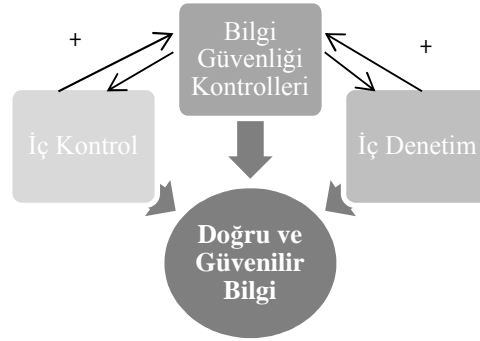 +
Bilgi
Güvenliği
Kontrolleri
+
İç Kontrol
İç Denetim
Doğru ve
Güvenilir
Bilgi